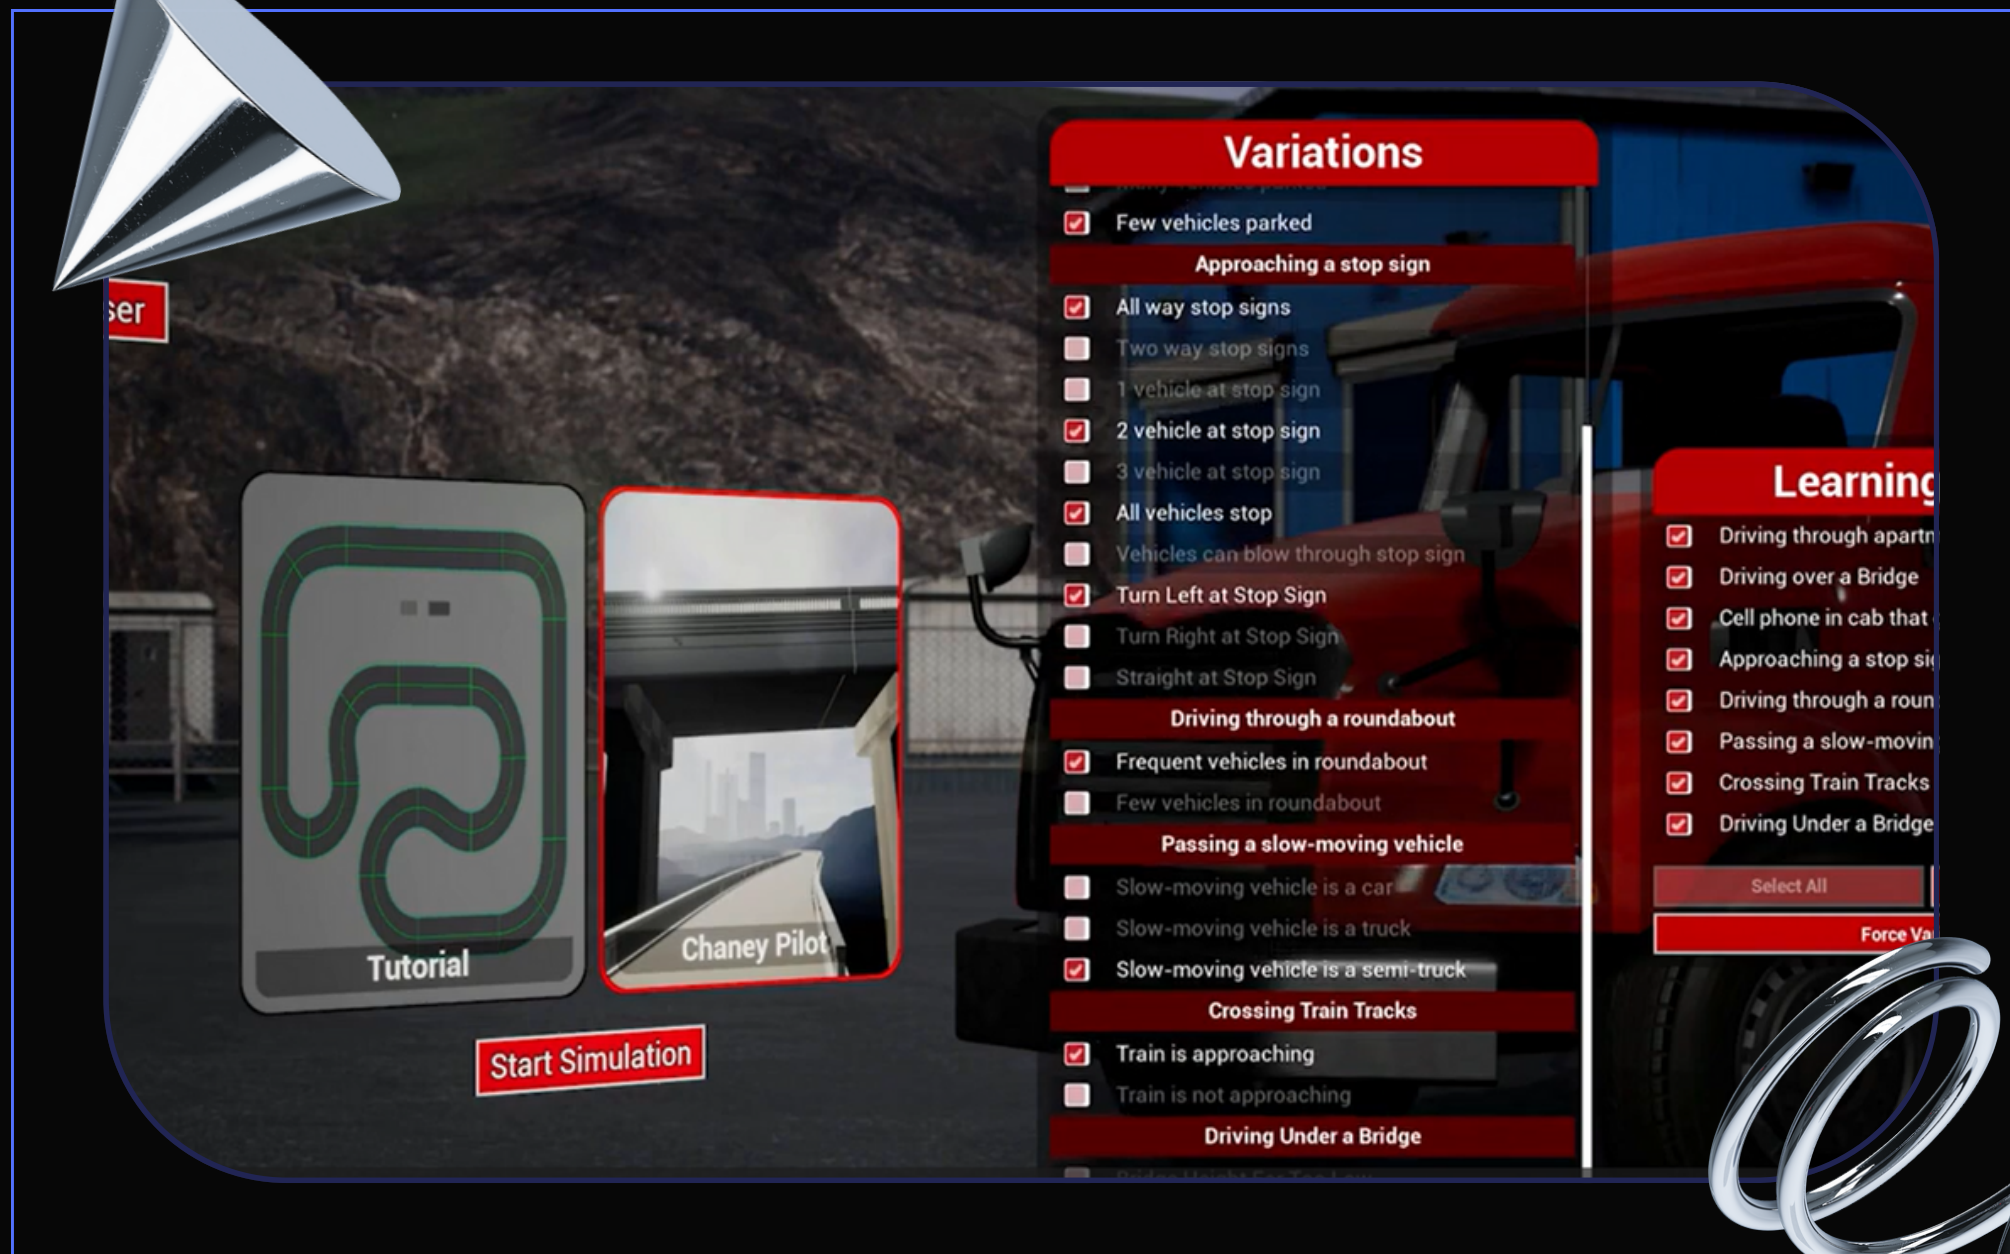 ser
Tutorial
Chaney Pilot
Start Simulation
Variations
Few vehicles parked
Approaching a stop sign
All way stop signs
Two way stop signs
1 vehicle at stop sign
2 vehicle at stop sign
3 vehicle at stop sign
All vehicles stop
Vehicles can blow through stop sign
Turn Left at Stop Sign
Turn Right at Stop Sign
Straight at Stop Sign
Driving through a roundabout
Frequent vehicles in roundabout
Few vehicles in roundabout
Passing a slow-moving vehicle
Slow-moving vehicle is a car
Slow-moving vehicle is a truck
Slow-moving vehicle is a semi-truck
Crossing Train Tracks
Train is approaching
Train is not approaching
Driving Under a Bridge
Learning
Driving through apartm
Driving over a Bridge
Cell phone in cab that
Approaching a stop si
Driving through a roun
Passing a slow-movin
Crossing Train Tracks
Driving Under a Bridge
Select All
Force Va